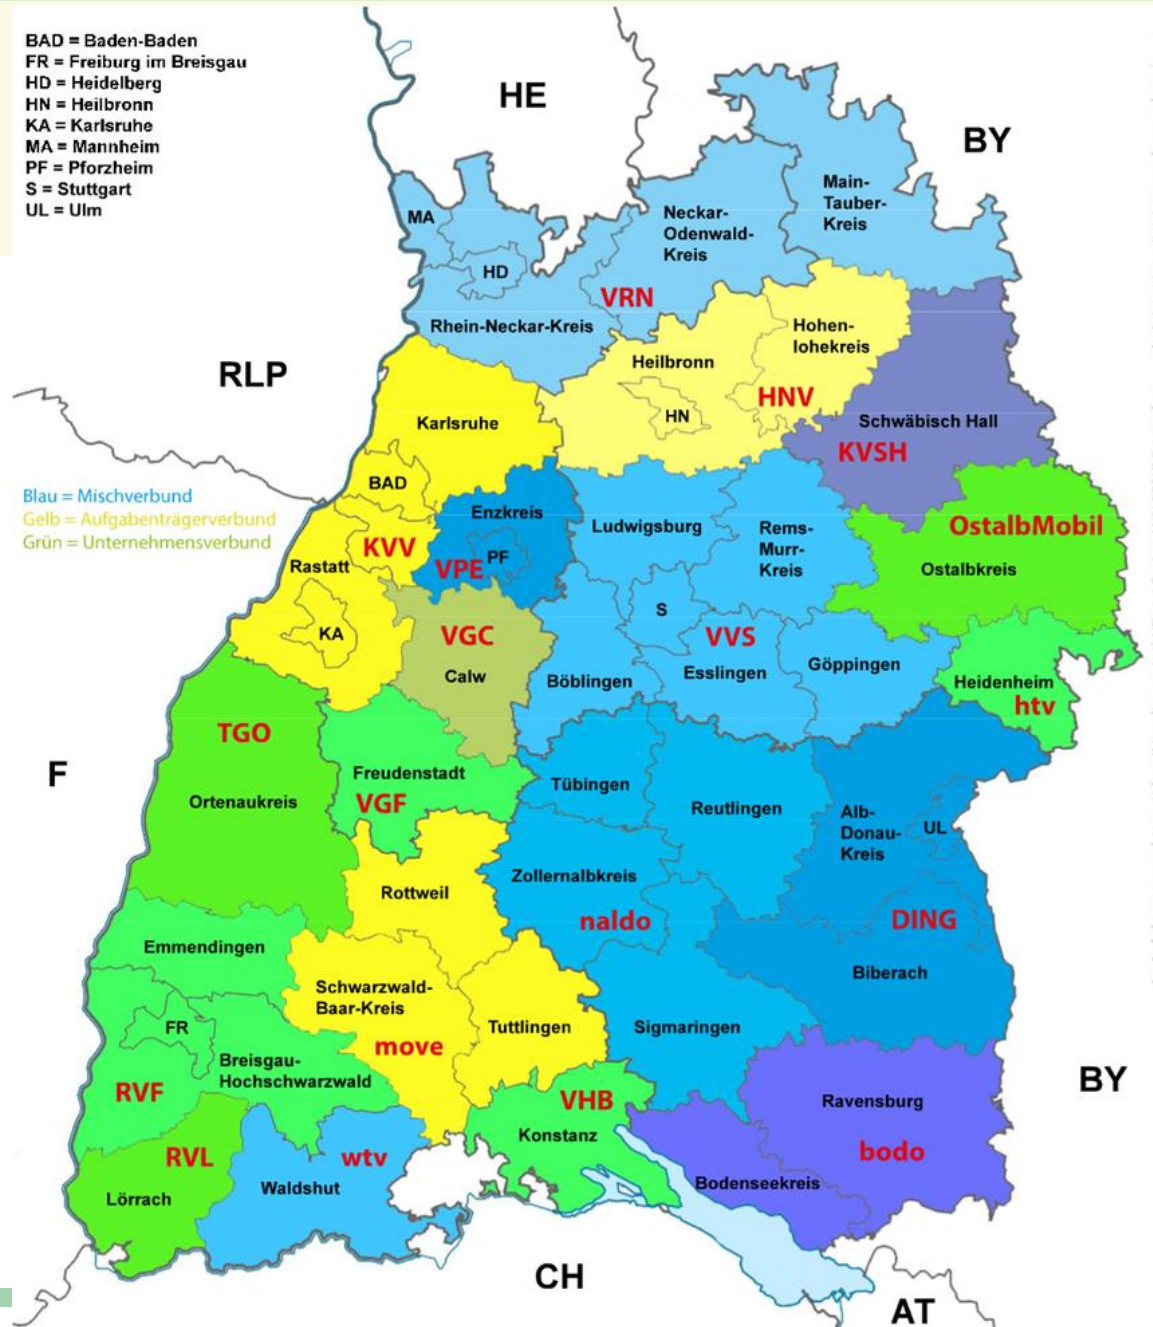 BAD = Baden-Baden
FR = Freiburg im Breisgau
HD = Heidelberg
HN = Heilbronn
KA = Karlsruhe
MA = Mannheim
PF = Pforzheim
S = Stuttgart
UL = Ulm
HE
BY
Main-
Tauber-
Kreis
Neckar-
Odenwald-
Kreis
MA
HD
VRN
Rhein-Neckar-Kreis
Hohen-
lohekreis
Heilbronn
RLP
HNV
HN
Karlsruhe
Schwäbisch Hall
KVSH
BAD
Blau = Mischverbund
Gelb = Aufgabenträgerverbund
Grün = Unternehmensverbund
Enzkreis
Ludwigsburg
Rems-
Murr-
Kreis
OstalbMobil
KVV
VPE
PF
Rastatt
Ostalbkreis
S
KA
VGC
VVS
Calw
Böblingen
Esslingen
Göppingen
Heidenheim
htv
TGO
F
Freudenstadt
VGF
Ortenaukreis
Tübingen
Reutlingen
Alb-
Donau-
Kreis
UL
Zollernalbkreis
Rottweil
naldo
DING
Emmendingen
Biberach
Schwarzwald-
Baar-Kreis
Tuttlingen
Sigmaringen
FR
move
Breisgau-
Hochschwarzwald
RVF
VHB
BY
Ravensburg
Konstanz
RVL
wtv
bodo
Waldshut
Bodenseekreis
Lörrach
CH
AT